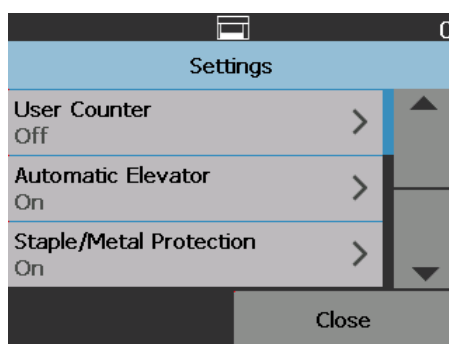 Settings
User Counter
Off
Automatic Elevator
On
Staple/Metal Protection
On
Close